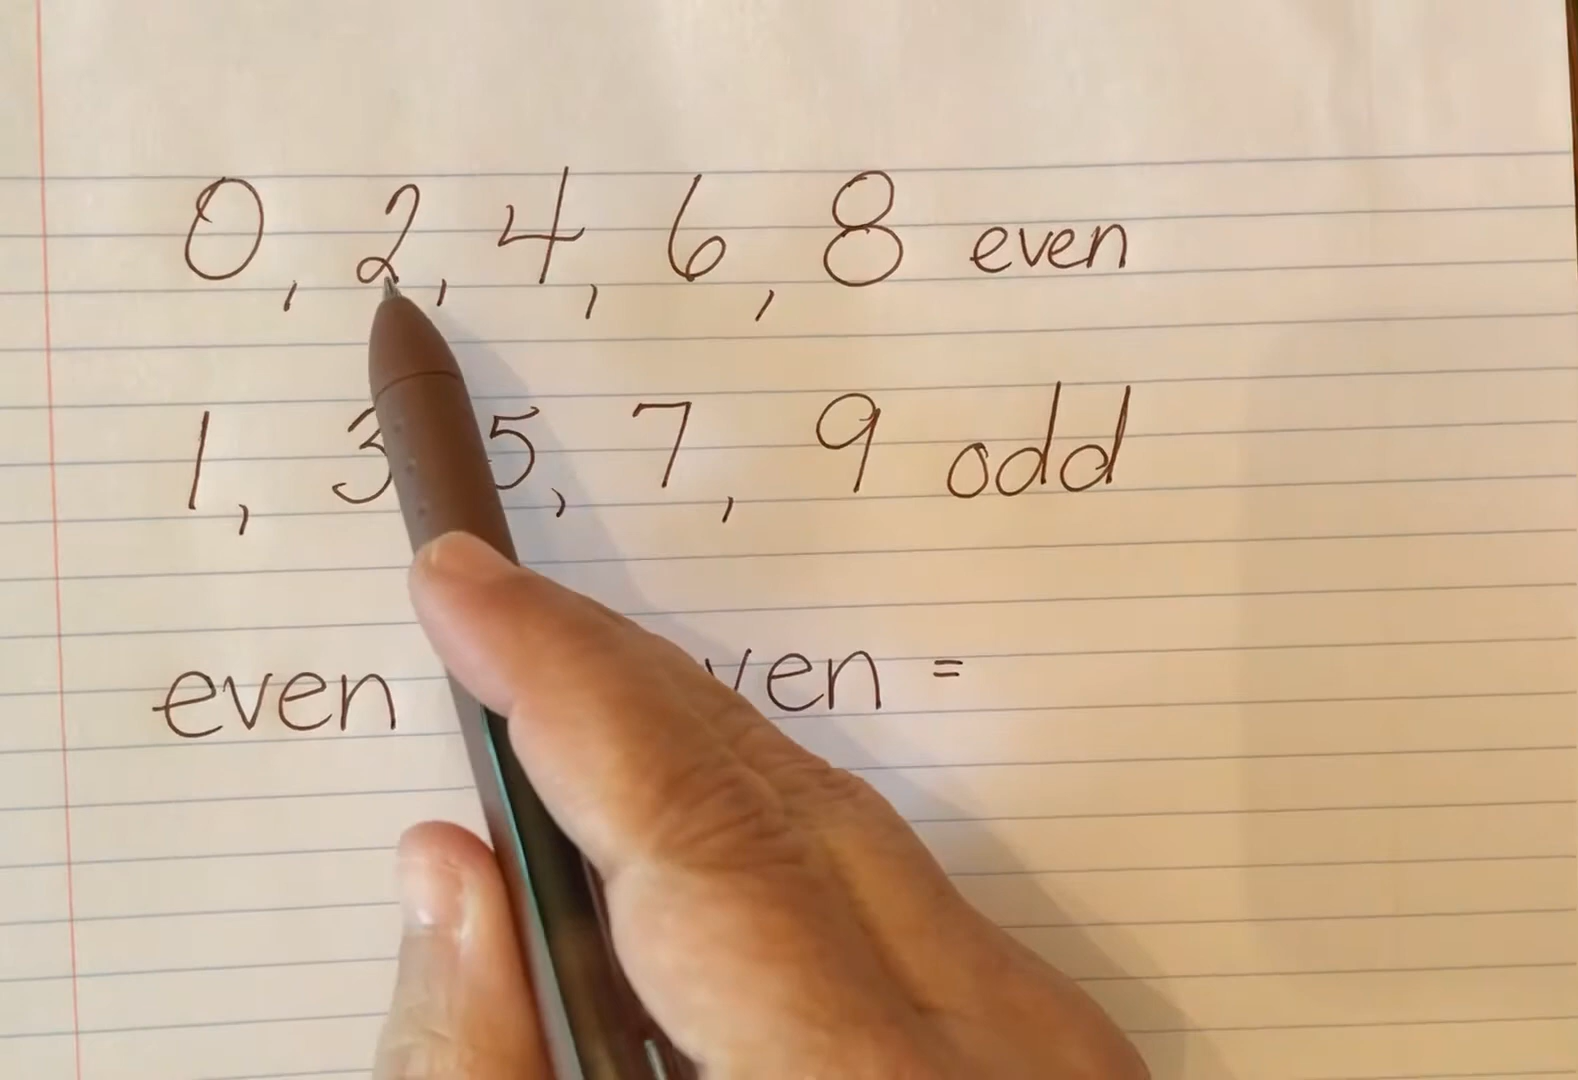 0, 2, 4, 6, 8 even
1, 3 5, 7, 9 odd
even ven =